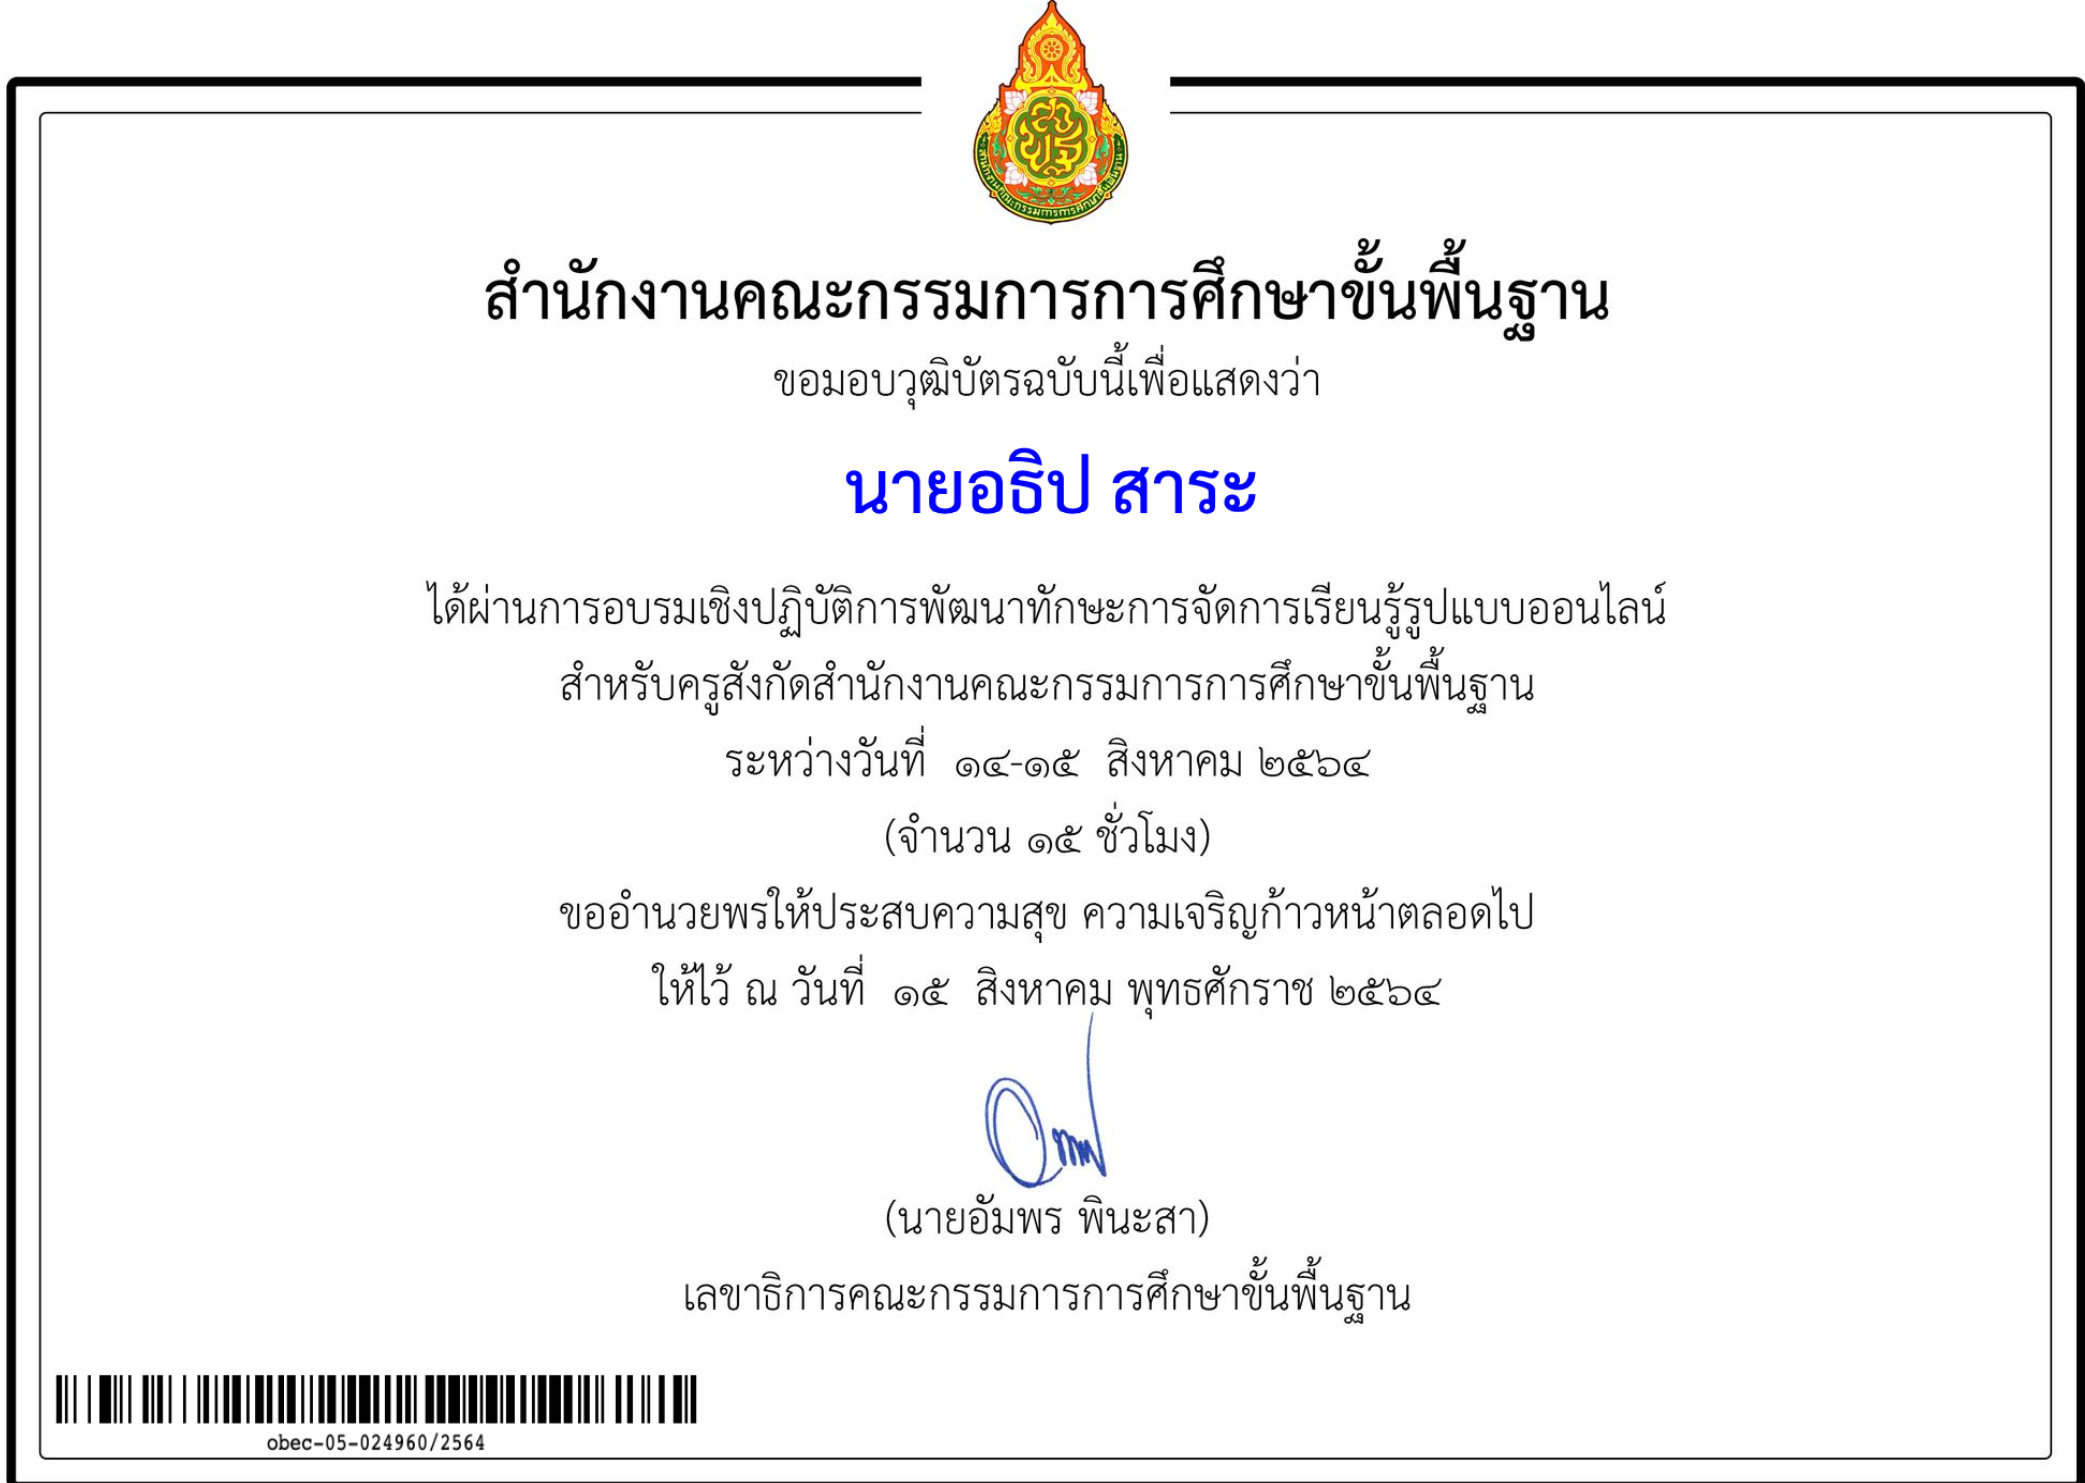 สำนักงานคณะกรรมการการศึกษาขั้นพื้นฐาน
ขอมอบวุฒิบัตรฉบับนี้เพื่อแสดงว่า
นายอธิป สาระ
ได้ผ่านการอบรมเชิงปฏิบัติการพัฒนาทักษะการจัดการเรียนรู้รูปแบบออนไลน์
สำหรับครูสังกัดสำนักงานคณะกรรมการการศึกษาขั้นพื้นฐาน
ระหว่างวันที่ ๑๔-๑๕ สิงหาคม ๒๕๖๔
(จำนวน ๑๕ ชั่วโมง)
ขออำนวยพรให้ประสบความสุข ความเจริญก้าวหน้าตลอดไป
ให้ไว้ ณ วันที่ ๑๕ สิงหาคม พุทธศักราช ๒๕๖๔
(นายอัมพร พินะสา)
เลขาธิการคณะกรรมการการศึกษาขั้นพื้นฐาน
obec-05-024960/2564